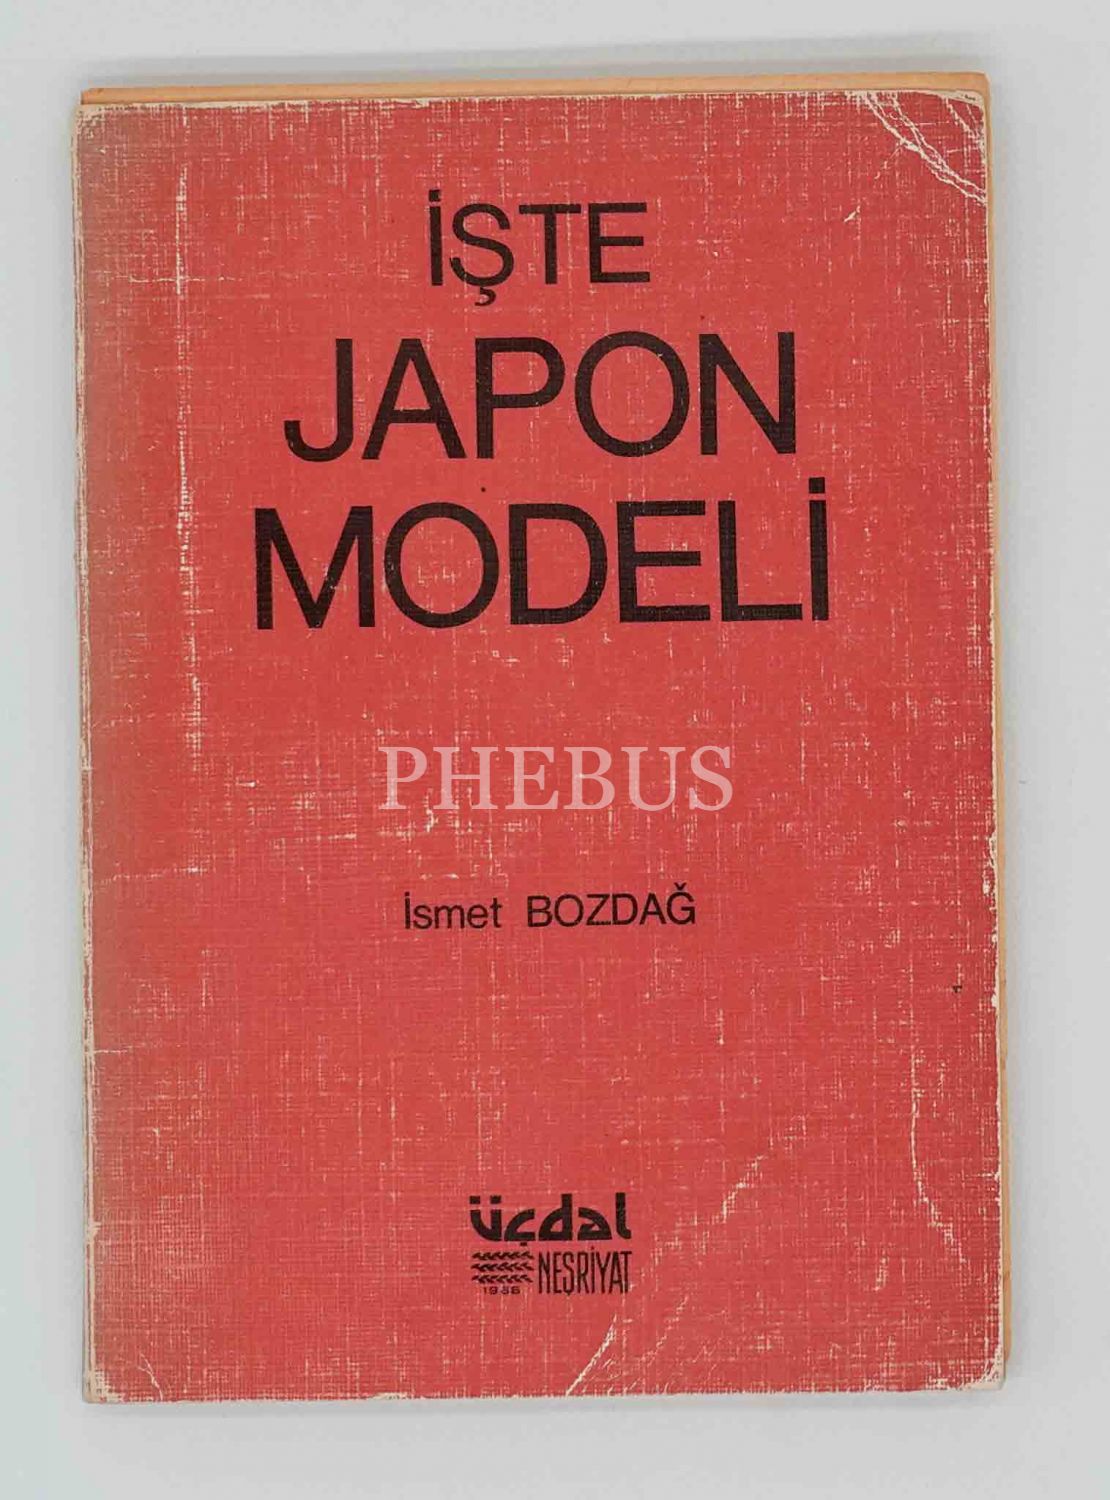 İŞTE
JAPON
MODELİ
PHEBUS
İsmet BOZDAĞ
üçdal
NEŞRİYAT